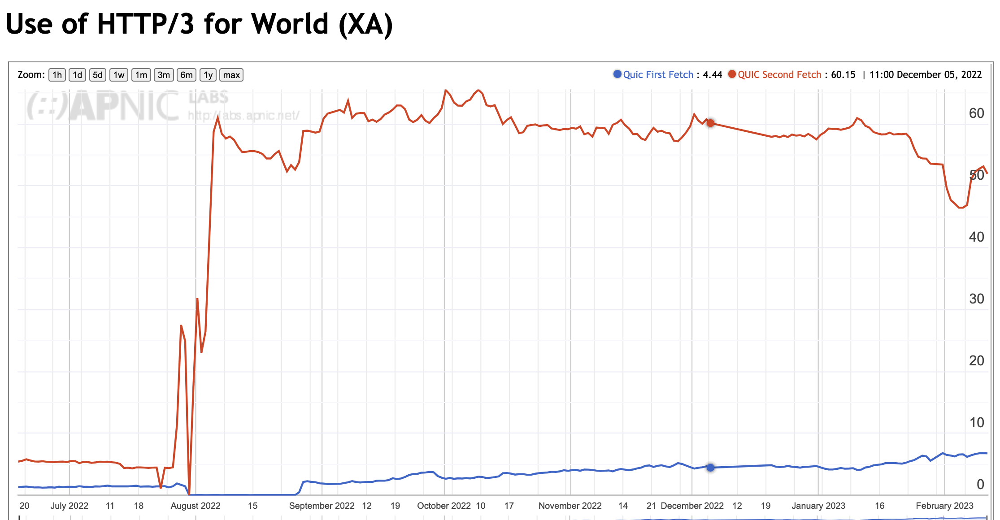 Use of HTTP/3 for World (XA)
Zoom: 1h 1d 5d 1w 1m 3m 6m 1y max
Quic First Fetch : 4.44 QUIC Second Fetch : 60.15 | 11:00 December 05, 2022
(::)APNIC LABS
http://labs.apnic.net/
60
50
40
30
20
10
0
20 July 2022 11 18 August 2022 15 September 2022 12 19 October 2022 10 17 November 2022 14 21 December 2022 12 19 January 2023 16 February 2023